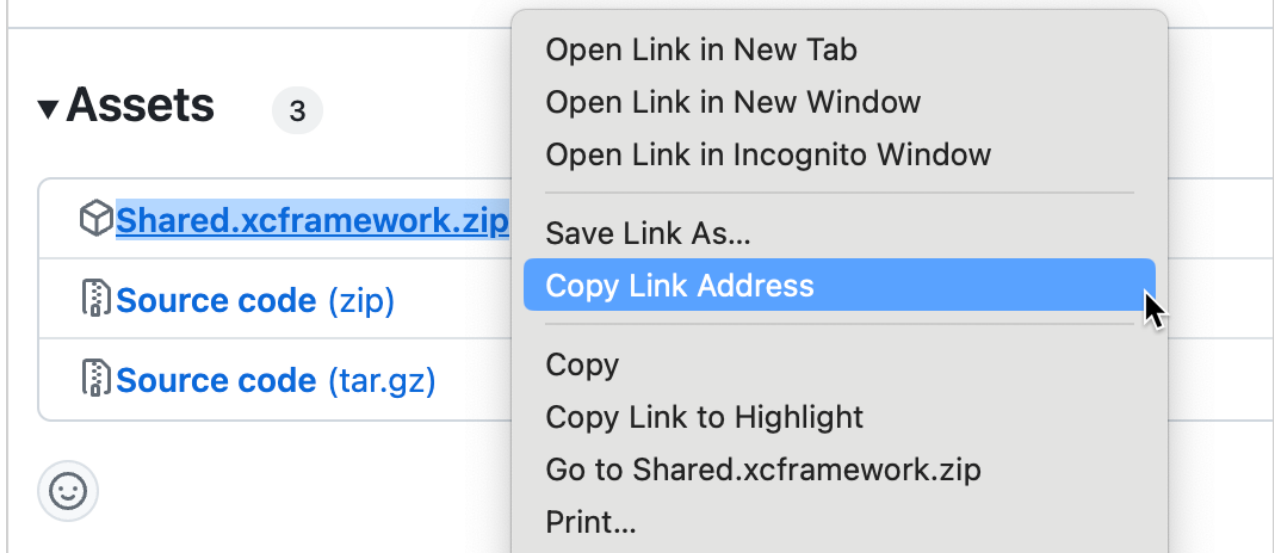 Assets 3
Shared.xcframework.zip
Source code (zip)
Source code (tar.gz)
Open Link in New Tab
Open Link in New Window
Open Link in Incognito Window
Save Link As...
Copy Link Address
Copy
Copy Link to Highlight
Go to Shared.xcframework.zip
Print...